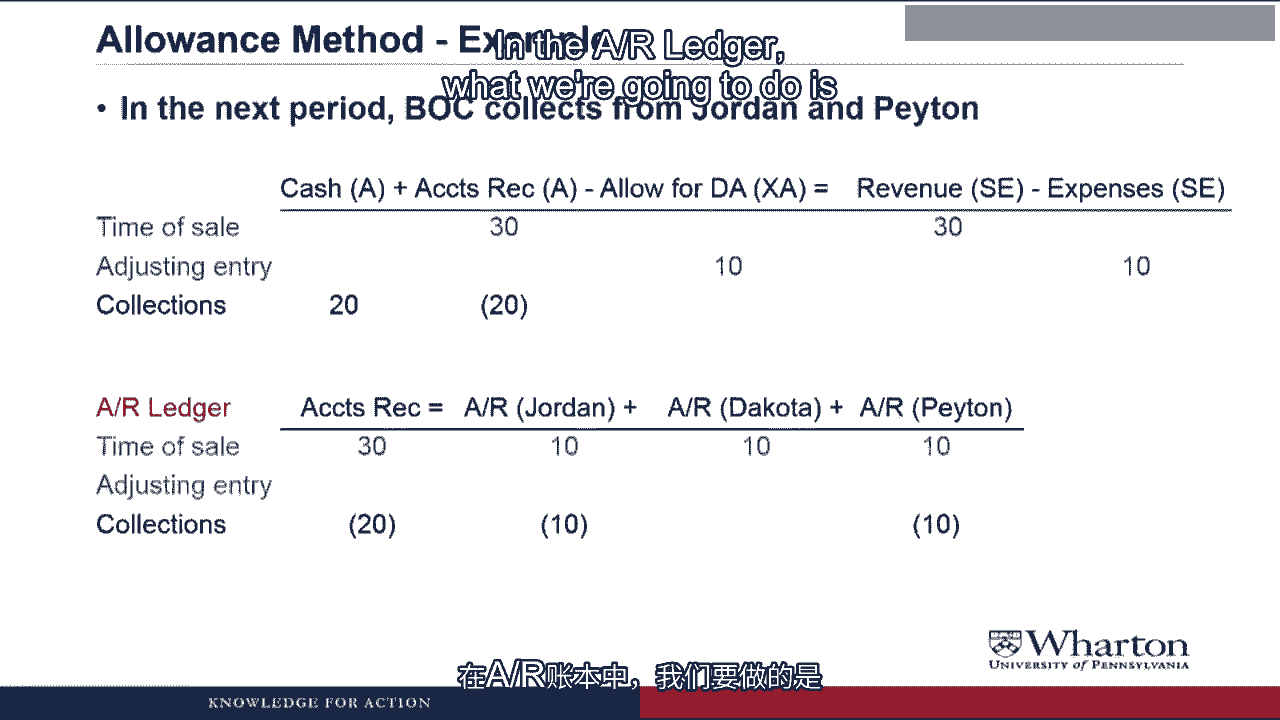 Allowance Method - Example
In the A/R Ledger,
what we're going to do is
• In the next period, BOC collects from Jordan and Peyton
Cash (A) + Accts Rec (A) - Allow for DA (XA) = Revenue (SE) - Expenses (SE)
Time of sale 30 30
Adjusting entry 10 10
Collections 20 (20)
A/R Ledger Accts Rec = A/R (Jordan) + A/R (Dakota) + A/R (Peyton)
Time of sale 30 10 10 10
Adjusting entry
Collections (20) (10) (10)
Wharton
UNIVERSITY of PENNSYLVANIA
在A/R账本中，我们要做的是
KNOWLEDGE FOR ACTION